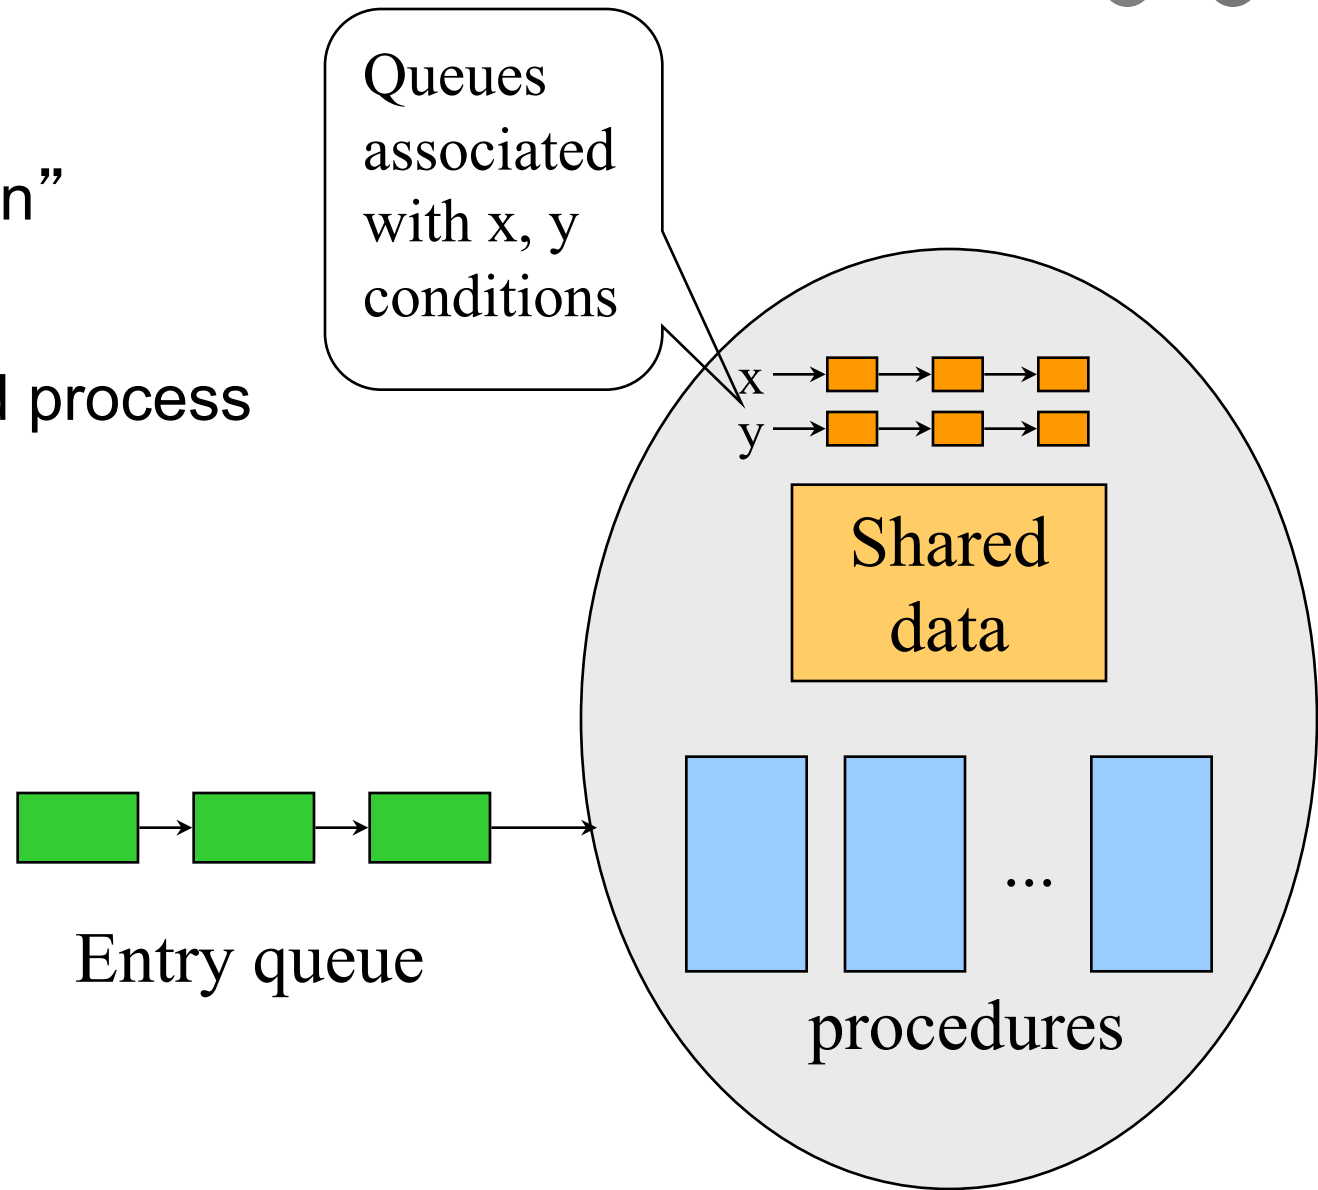 Queues
associated
with x, y
conditions
n”
process
x
y
Shared
data
...
Entry queue
procedures